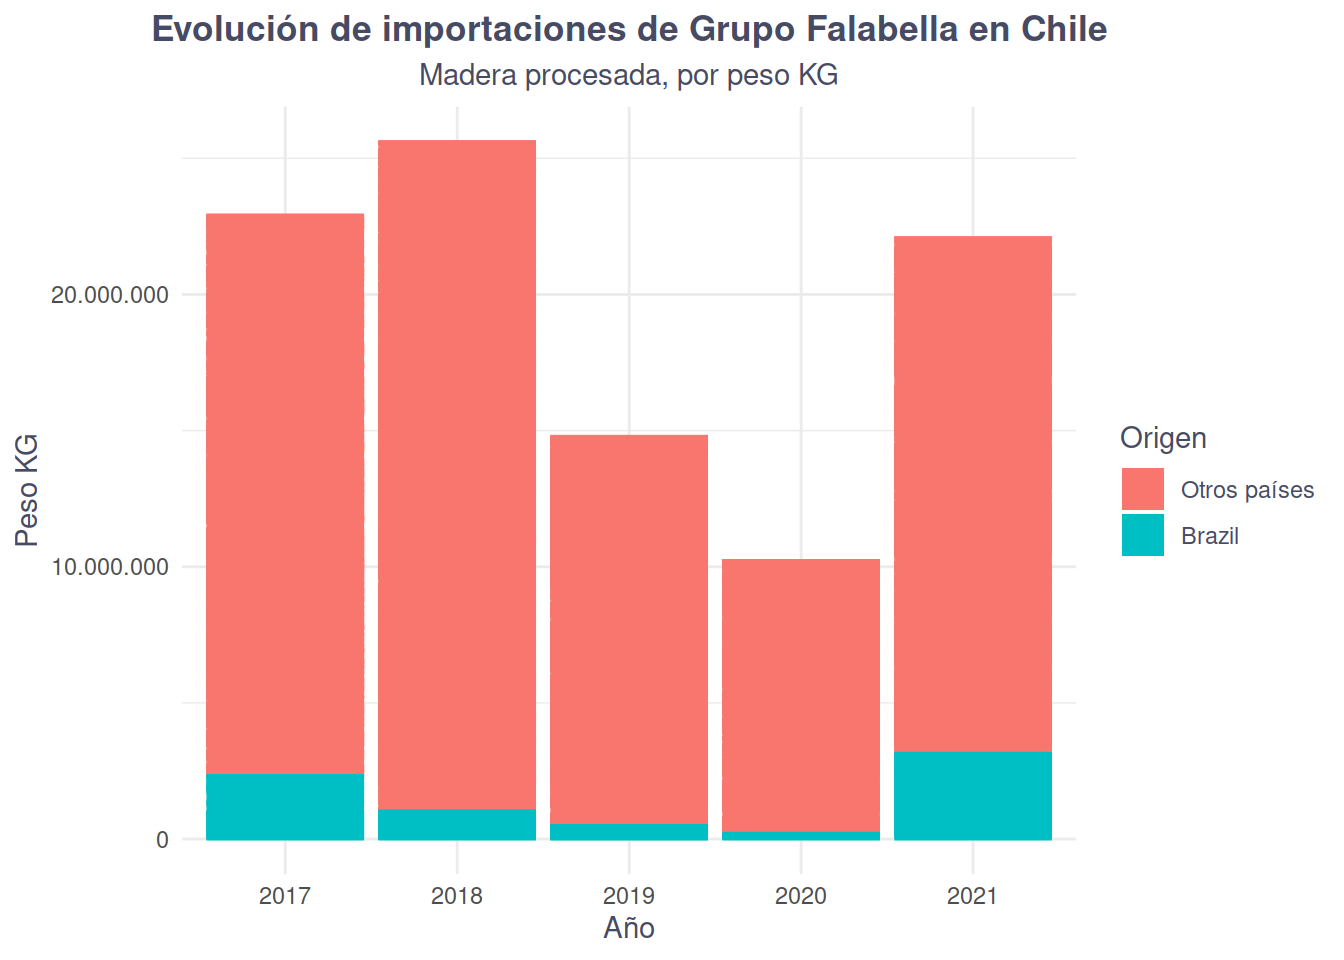 Evolución de importaciones de Grupo Falabella en Chile
Madera procesada, por peso KG
Peso KG
20.000.000
10.000.000
0
2017
2018
2019
2020
2021
Año
Origen
Otros países
Brazil